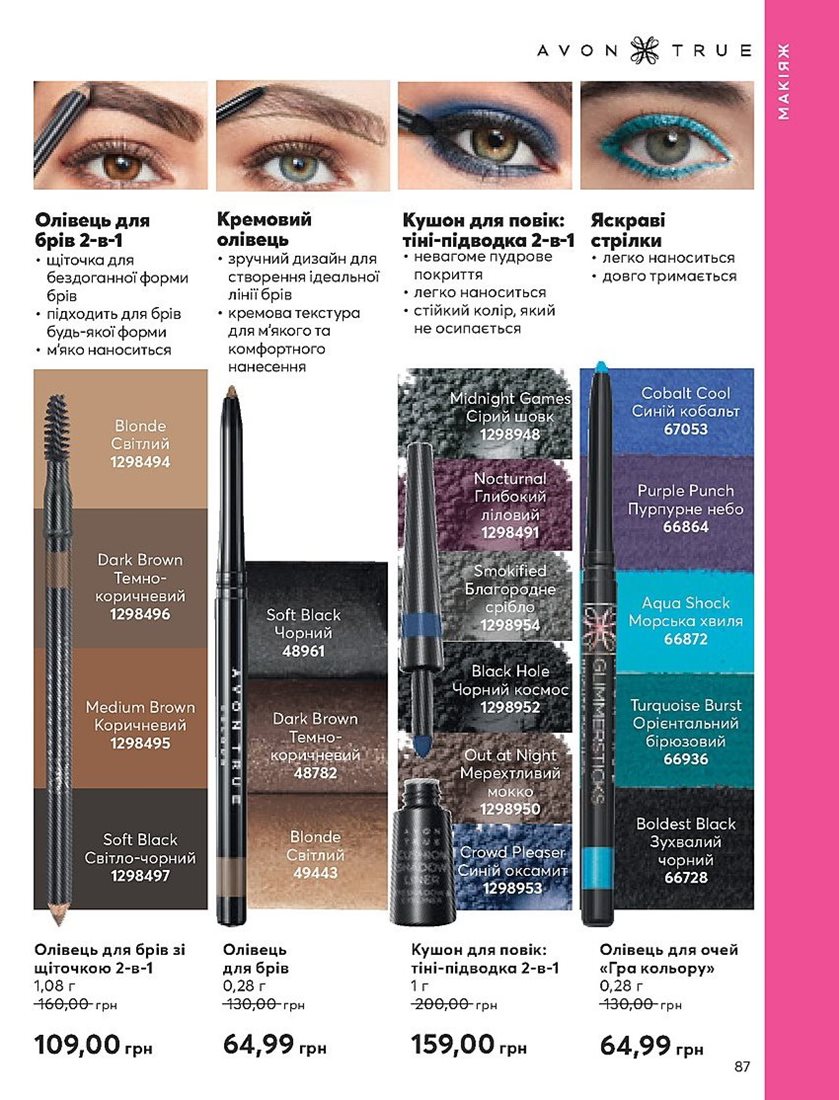 AVON TRUE
МАКІЯЖ
Олівець для
брів 2-в-1
• щіточка для
бездоганної форми
брів
• підходить для брів
будь-якої форми
• м'яко наноситься
Кремовий
олівець
• зручний дизайн для
створення ідеальної
лінії брів
• кремова текстура
для м'якого та
комфортного
нанесення
Кушон для повік:
тіні-підводка 2-в-1
• невагоме пудрове
покриття
• легко наноситься
• стійкий колір, який
не осипається
Яскраві
стрілки
• легко наноситься
• довго тримається
Blonde
Світлий
1298494
Dark Brown
Темно-
коричневий
1298496
Medium Brown
Коричневий
1298495
Soft Black
Світло-чорний
1298497
AVON TRUE
Soft Black
Чорний
48961
Dark Brown
Темно-
коричневий
48782
Blonde
Світлий
49443
Midnight Games
Сірий шовк
1298948
Nocturnal
Глибокий
ліловий
1298491
Smokified
Благородне
срібло
1298954
Black Hole
Чорний космос
1298952
Out at Night
Мерехтливий
мокко
1298950
Crowd Pleaser
Синій оксамит
1298953
AVON
TRUE
CUSHION
SHADOW
LINER
GLIMMERSTICKS
Cobalt Cool
Синій кобальт
67053
Purple Punch
Пурпурне небо
66864
Aqua Shock
Морська хвиля
66872
Turquoise Burst
Орієнтальний
бірюзовий
66936
Boldest Black
Зухвалий
чорний
66728
Олівець для брів зі
щіточкою 2-в-1
1,08 г
160,00 грн
109,00 грн
Олівець
для брів
0,28 г
130,00 грн
64,99 грн
Кушон для повік:
тіні-підводка 2-в-1
1 г
200,00 грн
159,00 грн
Олівець для очей
«Гра кольору»
0,28 г
130,00 грн
64,99 грн
87